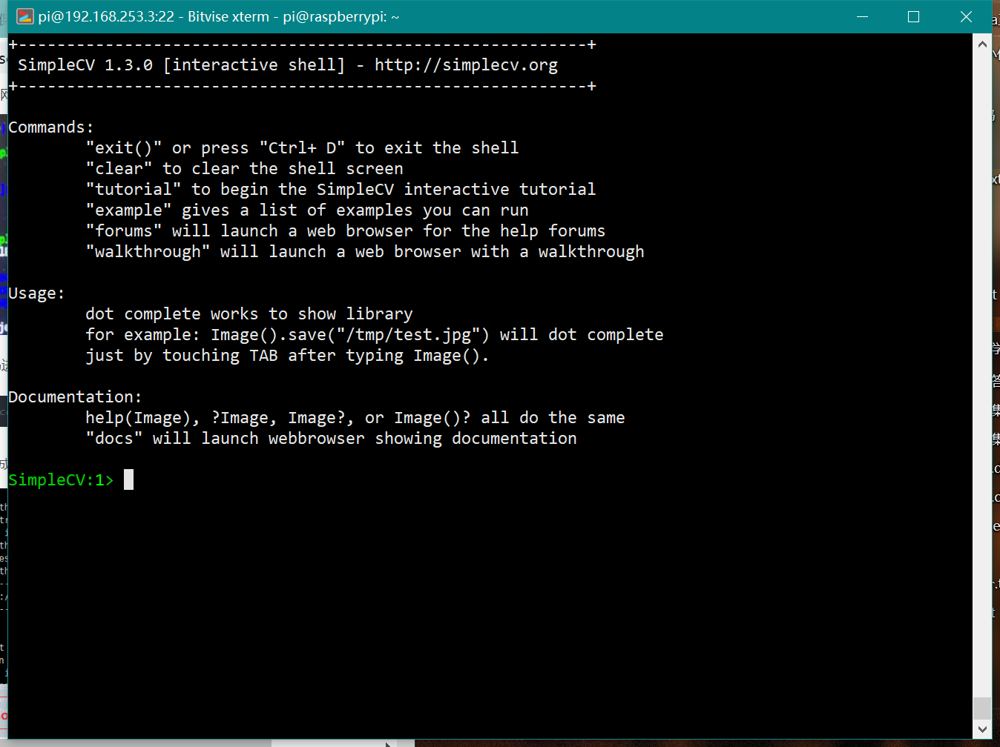 pi@192.168.253.3:22 - Bitvise xterm - pi@raspberrypi: ~
+-----------------------------------------------------------+
SimpleCV 1.3.0 [interactive shell] - http://simplecv.org
+-----------------------------------------------------------+
Commands:
"exit()" or press "Ctrl+ D" to exit the shell
"clear" to clear the shell screen
"tutorial" to begin the SimpleCV interactive tutorial
"example" gives a list of examples you can run
"forums" will launch a web browser for the help forums
"walkthrough" will launch a web browser with a walkthrough
Usage:
dot complete works to show library
for example: Image().save("/tmp/test.jpg") will dot complete
just by touching TAB after typing Image().
Documentation:
help(Image), ?Image, Image?, or Image()? all do the same
"docs" will launch webbrowser showing documentation
SimpleCV:1>